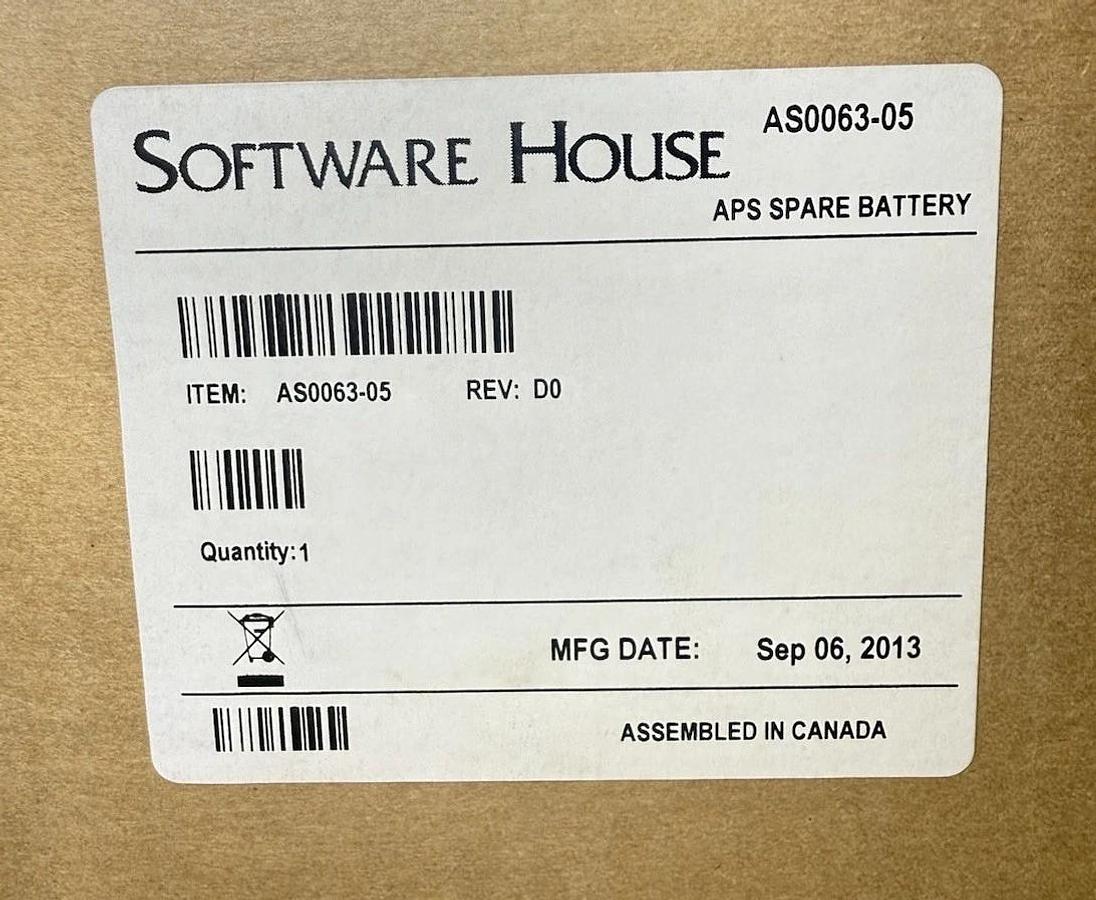 SOFTWARE HOUSE AS0063-05
APS SPARE BATTERY
ITEM: AS0063-05 REV: D0
Quantity: 1
MFG DATE: Sep 06, 2013
ASSEMBLED IN CANADA